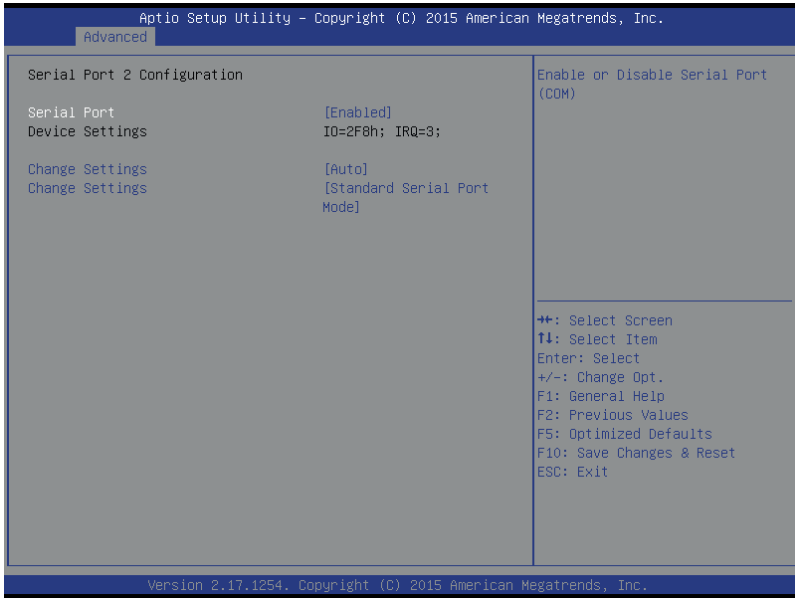 Aptio Setup Utility – Copyright (C) 2015 American Megatrends, Inc.
Advanced
Serial Port 2 Configuration
Serial Port [Enabled]
Device Settings IO=2F8h; IRQ=3;
Change Settings [Auto]
Change Settings [Standard Serial Port
Mode]
Enable or Disable Serial Port
(COM)
→←: Select Screen
↑↓: Select Item
Enter: Select
+/-: Change Opt.
F1: General Help
F2: Previous Values
F5: Optimized Defaults
F10: Save Changes & Reset
ESC: Exit
Version 2.17.1254. Copyright (C) 2015 American Megatrends, Inc.